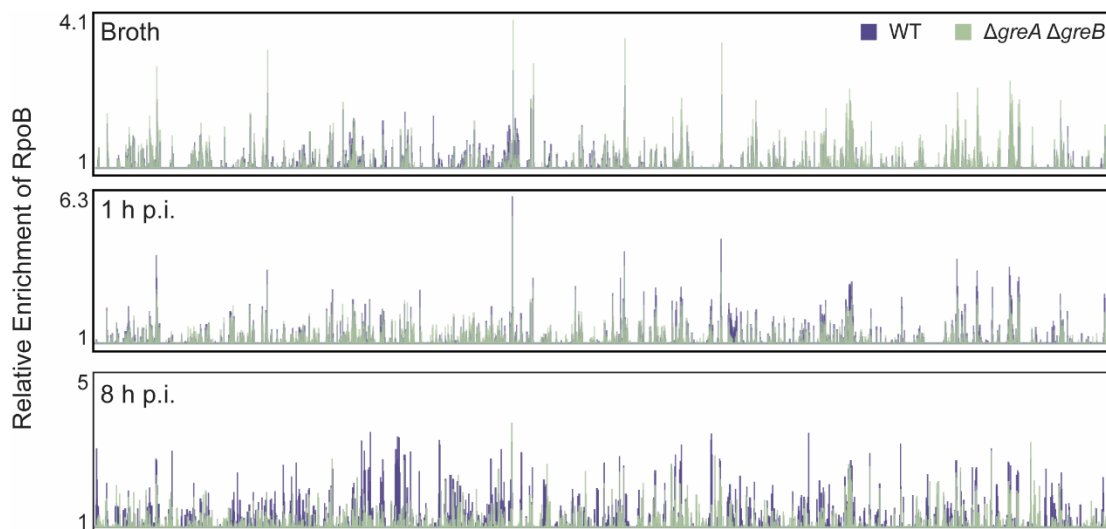 Relative Enrichment of RpoB
4.1
Broth
WT
ΔgreA ΔgreB
1
6.3
1 h p.i.
1
5
8 h p.i.
1